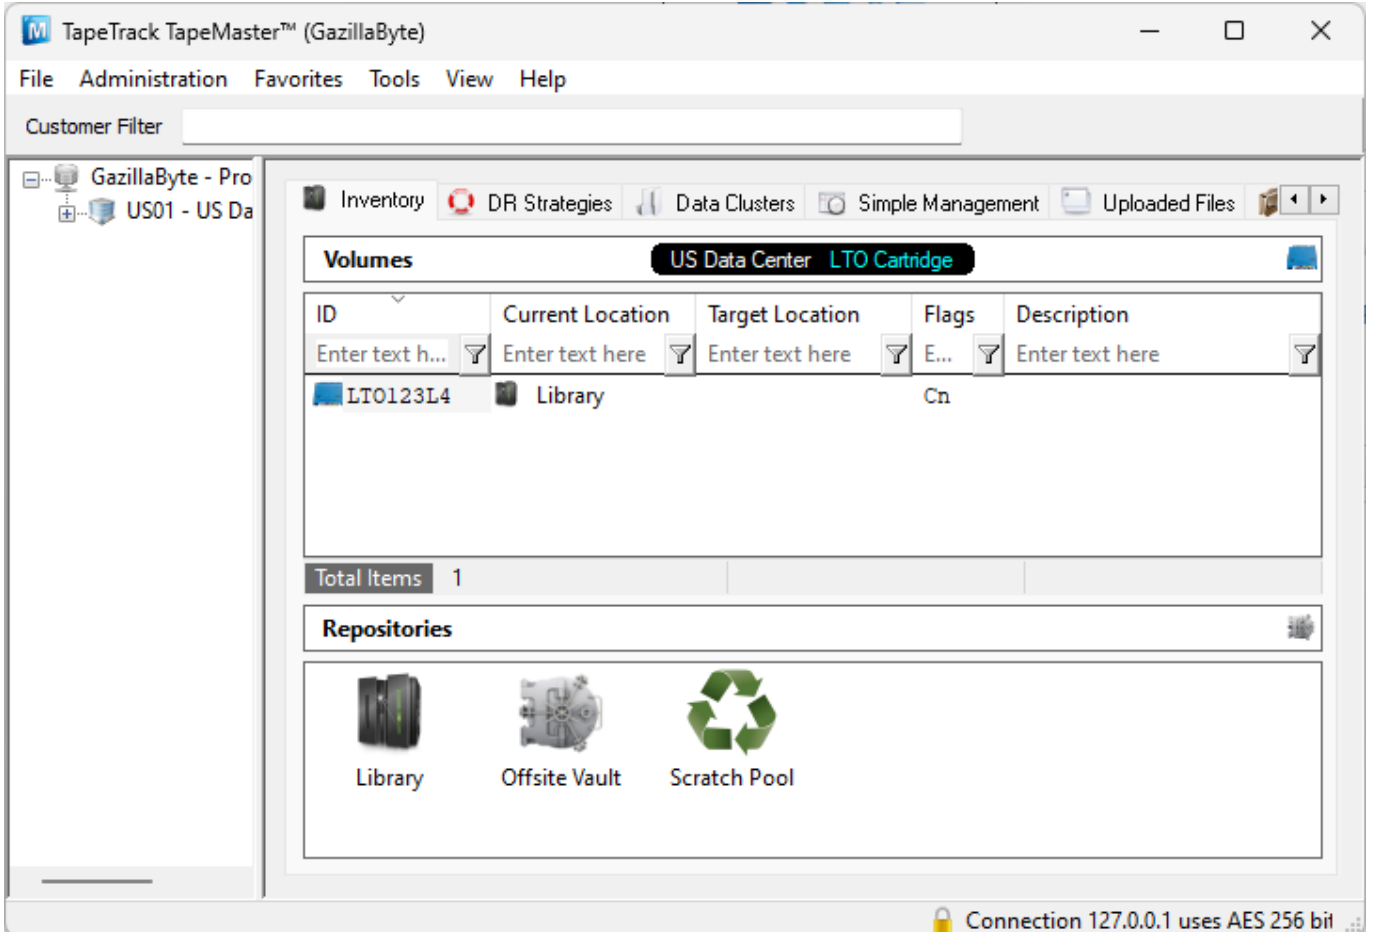 TapeTrack TapeMaster™ (GazillaByte)
File Administration Favorites Tools View Help
Customer Filter
GazillaByte - Pro
US01 - US Da
Inventory DR Strategies Data Clusters Simple Management Uploaded Files
Volumes US Data Center LTO Cartridge
ID Current Location Target Location Flags Description
Enter text h... Enter text here Enter text here E... Enter text here
LTO123L4 Library Cn
Total Items 1
Repositories
Library Offsite Vault Scratch Pool
Connection 127.0.0.1 uses AES 256 bit